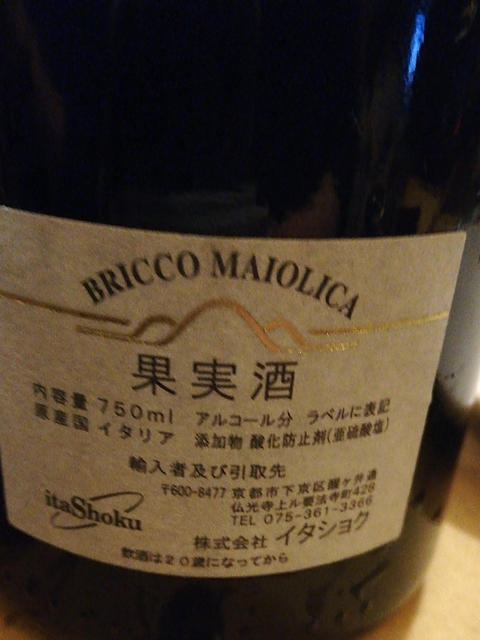 BRICCO MAIOLICA
果実酒
内容量 750ml アルコール分 ラベルに表記
原産国 イタリア 添加物 酸化防止剤(亜硫酸塩)
輸入者及び引取先
〒600-8477 京都市下京区醒ヶ井通
仏光寺上ル要法寺町428
TEL 075-361-3366
itaShoku
株式会社 イタショク
飲酒は20歳になってから